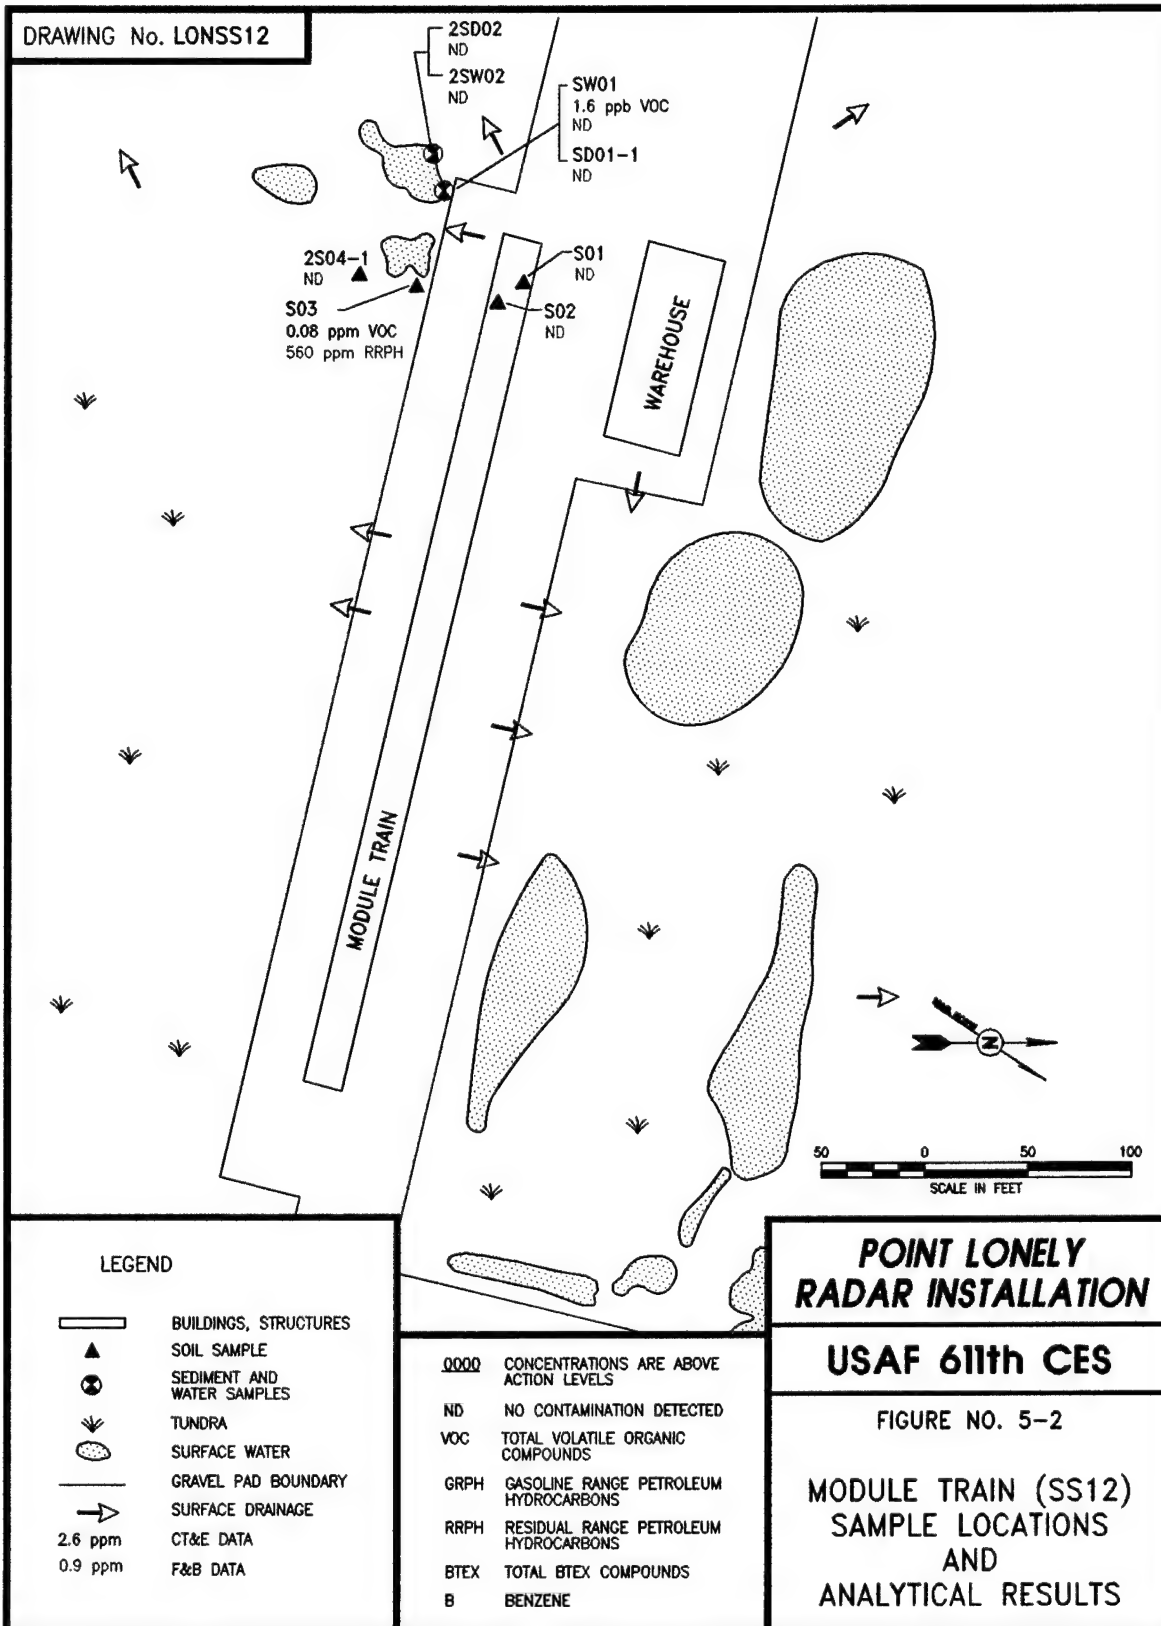 DRAWING No. LONSS12
2SD02
ND
2SW02
ND
SW01
1.6 ppb VOC
ND
SD01-1
ND
2S04-1
ND
S03
0.08 ppm VOC
560 ppm RRPH
S01
ND
S02
ND
WAREHOUSE
MODULE TRAIN
N
50 0 50 100
SCALE IN FEET
LEGEND
BUILDINGS, STRUCTURES
SOIL SAMPLE
SEDIMENT AND
WATER SAMPLES
TUNDRA
SURFACE WATER
GRAVEL PAD BOUNDARY
SURFACE DRAINAGE
2.6 ppm CT&E DATA
0.9 ppm F&B DATA
0000 CONCENTRATIONS ARE ABOVE
ACTION LEVELS
ND NO CONTAMINATION DETECTED
VOC TOTAL VOLATILE ORGANIC
COMPOUNDS
GRPH GASOLINE RANGE PETROLEUM
HYDROCARBONS
RRPH RESIDUAL RANGE PETROLEUM
HYDROCARBONS
BTEX TOTAL BTEX COMPOUNDS
B BENZENE
POINT LONELY
RADAR INSTALLATION
USAF 611th CES
FIGURE NO. 5-2
MODULE TRAIN (SS12)
SAMPLE LOCATIONS
AND
ANALYTICAL RESULTS